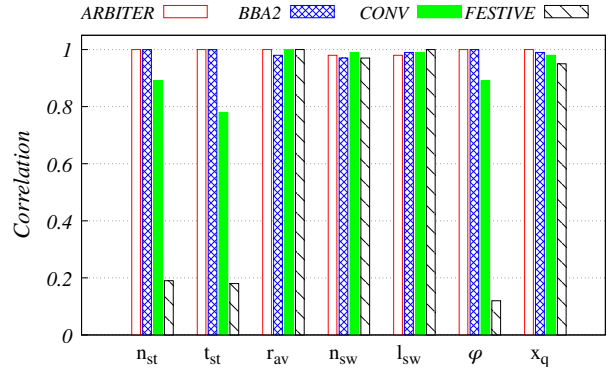 ARBITER BBA2 CONV FESTIVE
1
0.8
0.6
0.4
0.2
0
Correlation
n_st t_st r_av n_sw l_sw φ x_q